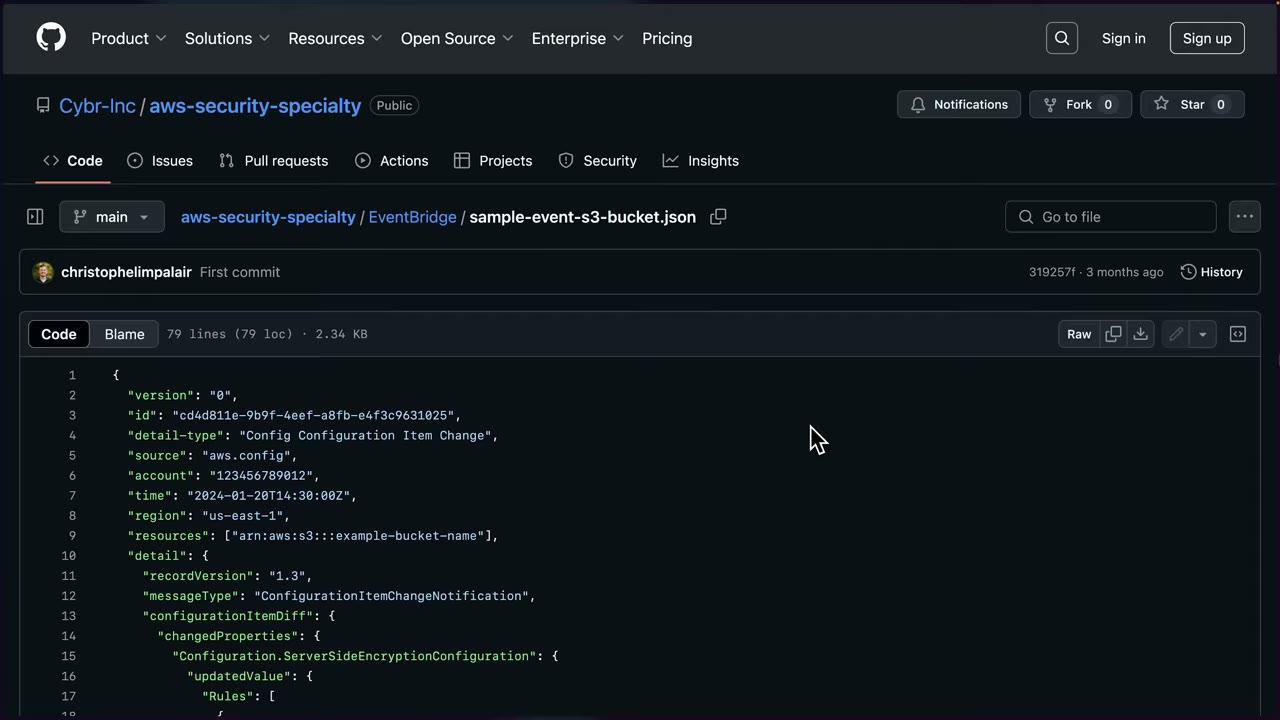 Product Solutions Resources Open Source Enterprise Pricing Sign in Sign up
Cybr-Inc / aws-security-specialty Public Notifications Fork 0 Star 0
Code Issues Pull requests Actions Projects Security Insights
main aws-security-specialty / EventBridge / sample-event-s3-bucket.json Go to file
christophelimpalair First commit 319257f · 3 months ago History
Code Blame 79 lines (79 loc) · 2.34 KB Raw
1 {
2 "version": "0",
3 "id": "cd4d811e-9b9f-4eef-a8fb-e4f3c9631025",
4 "detail-type": "Config Configuration Item Change",
5 "source": "aws.config",
6 "account": "123456789012",
7 "time": "2024-01-20T14:30:00Z",
8 "region": "us-east-1",
9 "resources": ["arn:aws:s3:::example-bucket-name"],
10 "detail": {
11 "recordVersion": "1.3",
12 "messageType": "ConfigurationItemChangeNotification",
13 "configurationItemDiff": {
14 "changedProperties": {
15 "Configuration.ServerSideEncryptionConfiguration": {
16 "updatedValue": {
17 "Rules": [
18 {